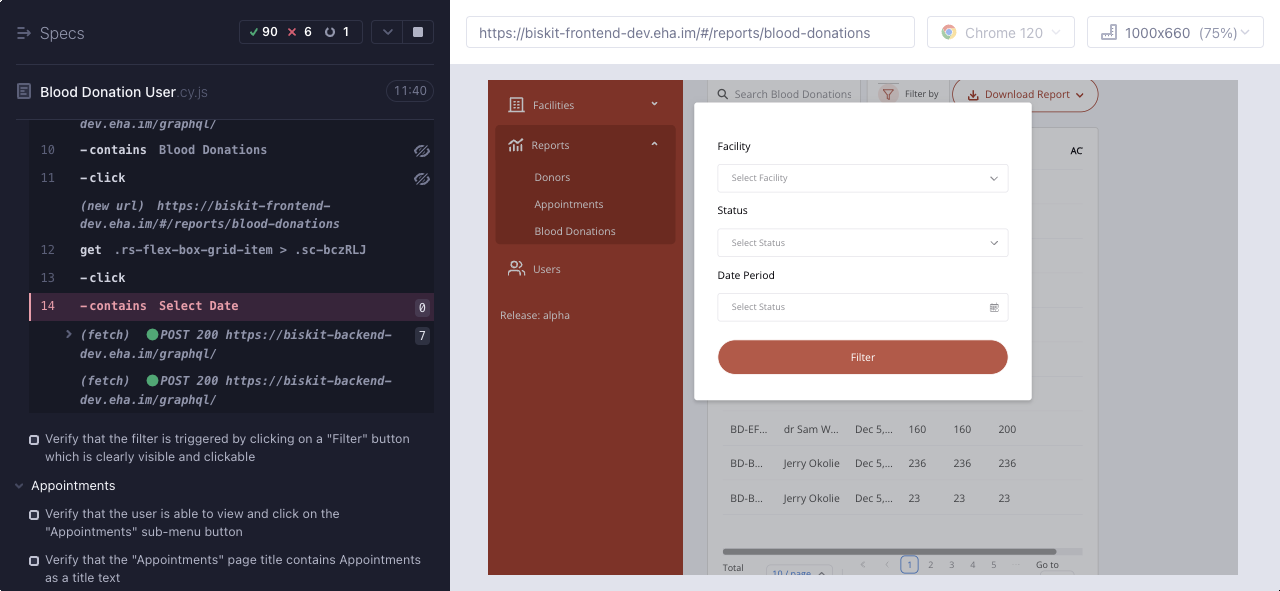 Specs
90
6
1
Blood Donation User.cy.js
11:40
dev.eha.im/graphql/
10 -contains Blood Donations
11 -click
(new url) https://biskit-frontend-
dev.eha.im/#/reports/blood-donations
12 get .rs-flex-box-grid-item > .sc-bczRLJ
13 -click
14 -contains Select Date 0
(fetch) POST 200 https://biskit-backend- 7
dev.eha.im/graphql/
(fetch) POST 200 https://biskit-backend-
dev.eha.im/graphql/
Verify that the filter is triggered by clicking on a "Filter" button
which is clearly visible and clickable
Appointments
Verify that the user is able to view and click on the
"Appointments" sub-menu button
Verify that the "Appointments" page title contains Appointments
as a title text
https://biskit-frontend-dev.eha.im/#/reports/blood-donations
Chrome 120
1000x660 (75%)
Facilities
Reports
Donors
Appointments
Blood Donations
Users
Release: alpha
Search Blood Donations
Filter by
Download Report
AC
Facility
Select Facility
Status
Select Status
Date Period
Select Status
Filter
BD-EF... dr Sam W... Dec 5,... 160 160 200
BD-B... Jerry Okolie Dec 5,... 236 236 236
BD-B... Jerry Okolie Dec 5,... 23 23 23
Total
10 / page
1 2 3 4 5 ···
Go to